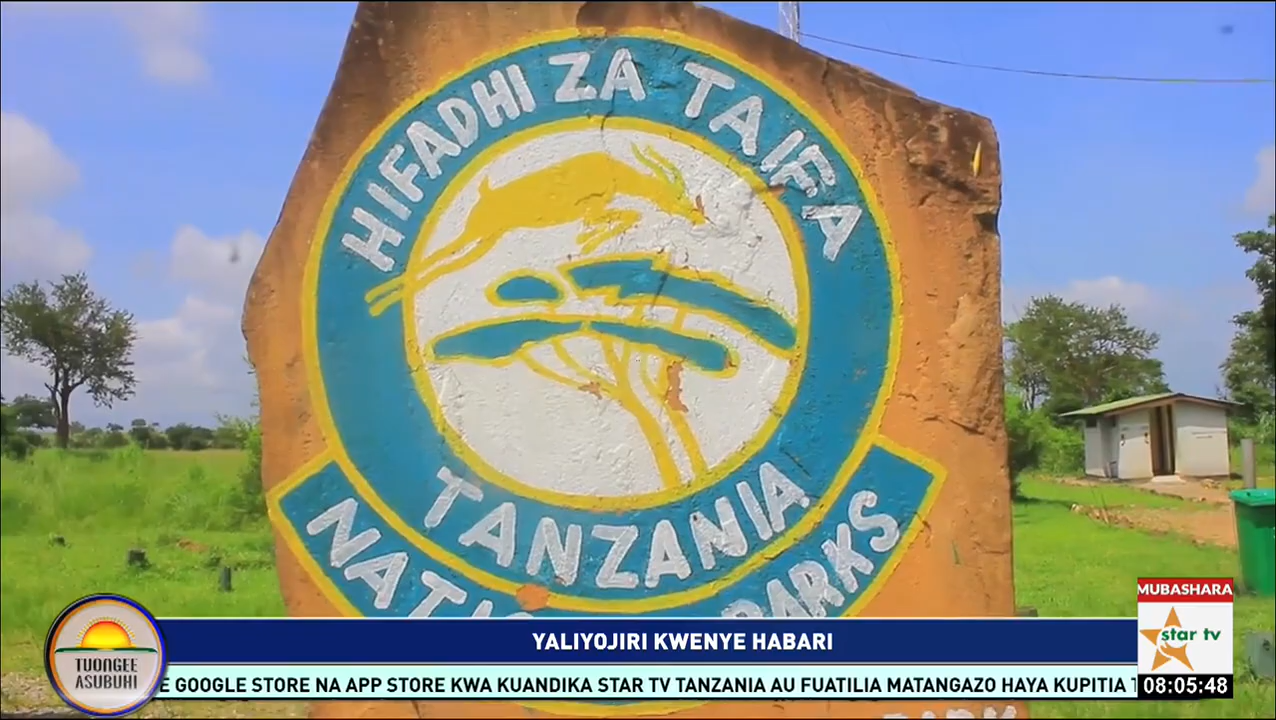 HIFADHI ZA TAIFA
TANZANIA
PARKS
MUBASHARA
star tv
YALIYOJIRI KWENYE HABARI
TUONGEE
ASUBUHI
GOOGLE STORE NA APP STORE KWA KUANDIKA STAR TV TANZANIA AU FUATILIA MATANGAZO HAYA KUPITIA
08:05:48